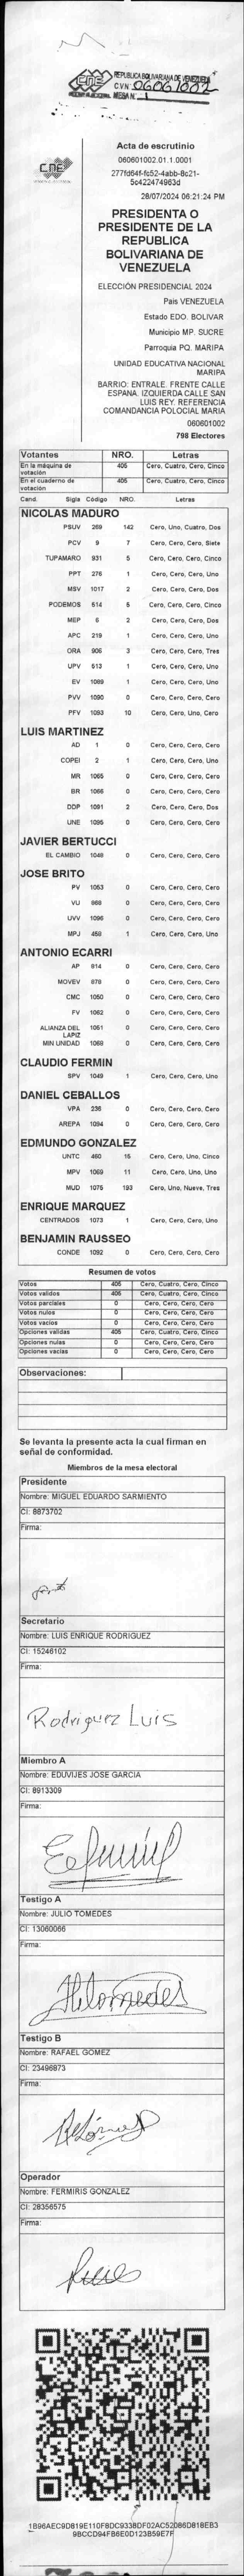 CNE
REPUBLICA BOLIVARIANA DE VENEZUELA
C.V.N° 060061002
MESA N° 1
CNE
Acta de escrutinio
060601002.01.1.0001
277fd64f-fc52-4abb-8c21-
5c422474963d
28/07/2024 06:21:24 PM
PRESIDENTA O
PRESIDENTE DE LA
REPUBLICA
BOLIVARIANA DE
VENEZUELA
ELECCIÓN PRESIDENCIAL 2024
Pais VENEZUELA
Estado EDO. BOLIVAR
Municipio MP. SUCRE
Parroquia PQ. MARIPA
UNIDAD EDUCATIVA NACIONAL
MARIPA
BARRIO: ENTRALE. FRENTE CALLE
ESPANA. IZQUIERDA CALLE SAN
LUIS REY. REFERENCIA
COMANDANCIA POLOCIAL MARIA
060601002
798 Electores
Votantes NRO. Letras
En la máquina de votación 405 Cero, Cuatro, Cero, Cinco
En el cuaderno de votación 405 Cero, Cuatro, Cero, Cinco
Cand. Sigla Código NRO. Letras
NICOLAS MADURO
PSUV 269 142 Cero, Uno, Cuatro, Dos
PCV 9 7 Cero, Cero, Cero, Siete
TUPAMARO 931 5 Cero, Cero, Cero, Cinco
PPT 276 1 Cero, Cero, Cero, Uno
MSV 1017 2 Cero, Cero, Cero, Dos
PODEMOS 514 5 Cero, Cero, Cero, Cinco
MEP 6 2 Cero, Cero, Cero, Dos
APC 219 1 Cero, Cero, Cero, Uno
ORA 906 3 Cero, Cero, Cero, Tres
UPV 513 1 Cero, Cero, Cero, Uno
EV 1089 1 Cero, Cero, Cero, Uno
PVV 1090 0 Cero, Cero, Cero, Cero
PFV 1093 10 Cero, Cero, Uno, Cero
LUIS MARTINEZ
AD 1 0 Cero, Cero, Cero, Cero
COPEI 2 1 Cero, Cero, Cero, Uno
MR 1065 0 Cero, Cero, Cero, Cero
BR 1066 0 Cero, Cero, Cero, Cero
DDP 1091 2 Cero, Cero, Cero, Dos
UNE 1095 0 Cero, Cero, Cero, Cero
JAVIER BERTUCCI
EL CAMBIO 1048 0 Cero, Cero, Cero, Cero
JOSE BRITO
PV 1053 0 Cero, Cero, Cero, Cero
VU 868 0 Cero, Cero, Cero, Cero
UVV 1096 0 Cero, Cero, Cero, Cero
MPJ 458 1 Cero, Cero, Cero, Uno
ANTONIO ECARRI
AP 814 0 Cero, Cero, Cero, Cero
MOVEV 878 0 Cero, Cero, Cero, Cero
CMC 1050 0 Cero, Cero, Cero, Cero
FV 1062 0 Cero, Cero, Cero, Cero
ALIANZA DEL LAPIZ 1051 0 Cero, Cero, Cero, Cero
MIN UNIDAD 1068 0 Cero, Cero, Cero, Cero
CLAUDIO FERMIN
SPV 1049 1 Cero, Cero, Cero, Uno
DANIEL CEBALLOS
VPA 236 0 Cero, Cero, Cero, Cero
AREPA 1094 0 Cero, Cero, Cero, Cero
EDMUNDO GONZALEZ
UNTC 460 15 Cero, Cero, Uno, Cinco
MPV 1069 11 Cero, Cero, Uno, Uno
MUD 1075 193 Cero, Uno, Nueve, Tres
ENRIQUE MARQUEZ
CENTRADOS 1073 1 Cero, Cero, Cero, Uno
BENJAMIN RAUSSEO
CONDE 1092 0 Cero, Cero, Cero, Cero
Resumen de votos
Votos 405 Cero, Cuatro, Cero, Cinco
Votos validos 405 Cero, Cuatro, Cero, Cinco
Votos parciales 0 Cero, Cero, Cero, Cero
Votos nulos 0 Cero, Cero, Cero, Cero
Votos vacios 0 Cero, Cero, Cero, Cero
Opciones validas 405 Cero, Cuatro, Cero, Cinco
Opciones nulas 0 Cero, Cero, Cero, Cero
Opciones vacias 0 Cero, Cero, Cero, Cero
Observaciones:
Se levanta la presente acta la cual firman en
señal de conformidad.
Miembros de la mesa electoral
Presidente
Nombre: MIGUEL EDUARDO SARMIENTO
CI: 8873702
Firma:
Secretario
Nombre: LUIS ENRIQUE RODRIGUEZ
CI: 15246102
Firma:
Rodriguez Luis
Miembro A
Nombre: EDUVIJES JOSE GARCIA
CI: 8913309
Firma:
Testigo A
Nombre: JULIO TOMEDES
CI: 13060066
Firma:
Testigo B
Nombre: RAFAEL GOMEZ
CI: 23496873
Firma:
Operador
Nombre: FERMIRIS GONZALEZ
CI: 28356575
Firma:
1B96AEC9D819E110F8DC9338DF02AC52086D818EB3
9BCCD94FB6E0D123B59E7F